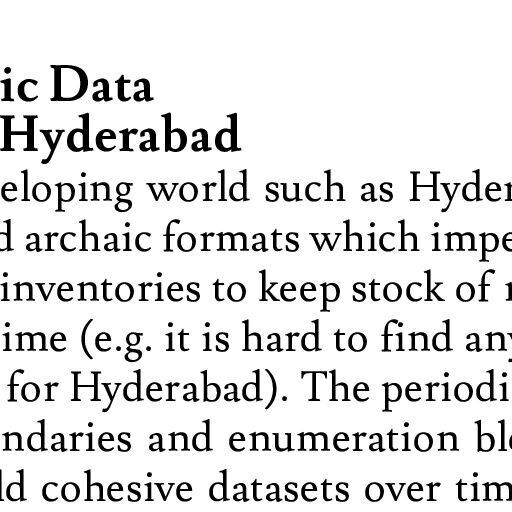 ic Data
Hyderabad
eloping world such as Hyder
d archaic formats which impe
inventories to keep stock of
ime (e.g. it is hard to find any
for Hyderabad). The periodi
ndaries and enumeration bl
ld cohesive datasets over tim